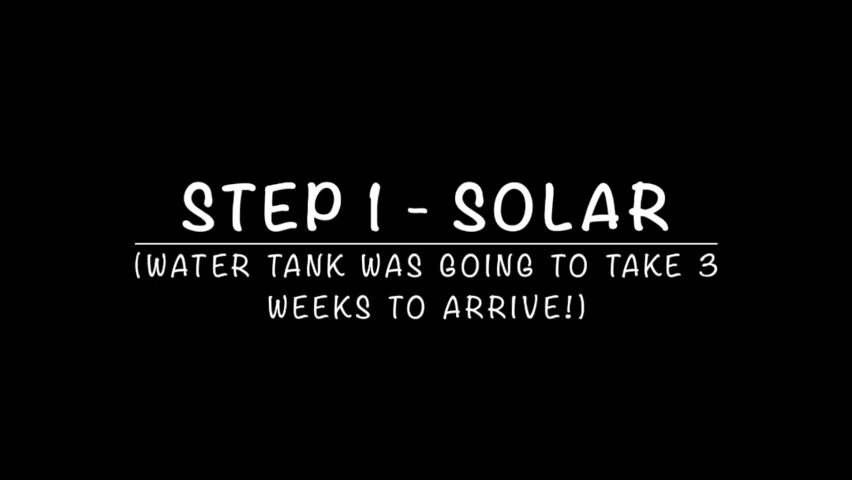 STEP 1 - SOLAR
(WATER TANK WAS GOING TO TAKE 3
WEEKS TO ARRIVE!)